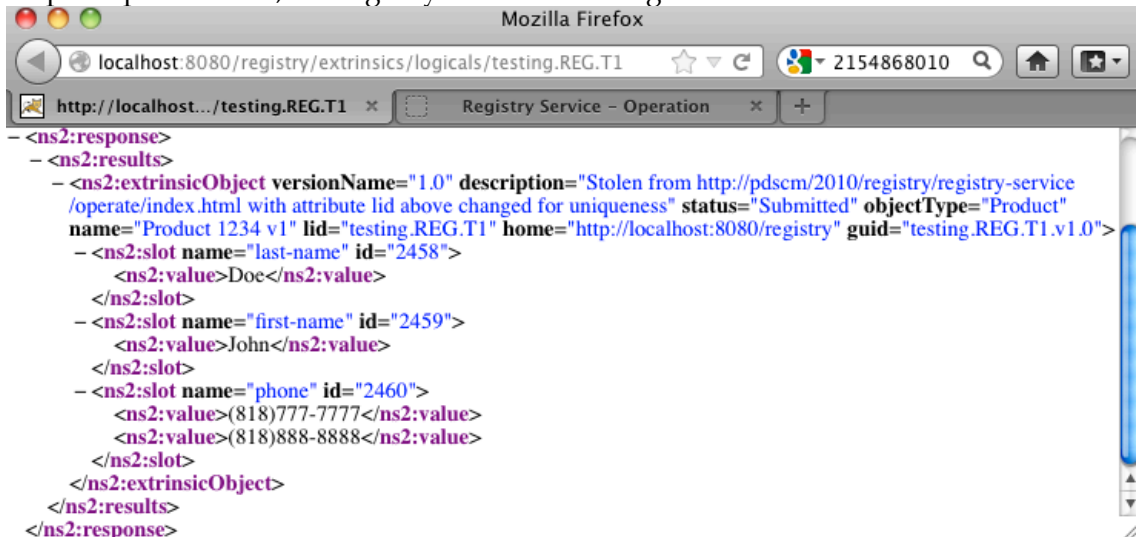 Mozilla Firefox
localhost:8080/registry/extrinsics/logicals/testing.REG.T1
2154868010
http://localhost.../testing.REG.T1 ×
Registry Service – Operation ×
+
– <ns2:response>
– <ns2:results>
– <ns2:extrinsicObject versionName="1.0" description="Stolen from http://pdscm/2010/registry/registry-service
/operate/index.html with attribute lid above changed for uniqueness" status="Submitted" objectType="Product"
name="Product 1234 v1" lid="testing.REG.T1" home="http://localhost:8080/registry" guid="testing.REG.T1.v1.0">
– <ns2:slot name="last-name" id="2458">
<ns2:value>Doe</ns2:value>
</ns2:slot>
– <ns2:slot name="first-name" id="2459">
<ns2:value>John</ns2:value>
</ns2:slot>
– <ns2:slot name="phone" id="2460">
<ns2:value>(818)777-7777</ns2:value>
<ns2:value>(818)888-8888</ns2:value>
</ns2:slot>
</ns2:extrinsicObject>
</ns2:results>
</ns2:response>